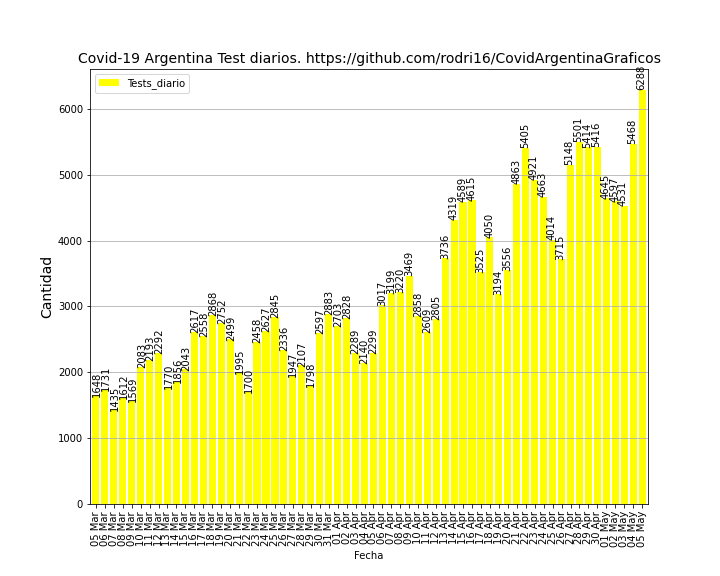 Covid-19 Argentina Test diarios. https://github.com/rodri16/CovidArgentinaGraficos
Tests_diario
Cantidad
6000
5000
4000
3000
2000
1000
0
1648
1731
1435
1612
1569
2083
2193
2292
1770
1856
2043
2617
2558
2868
2752
2499
1995
1700
2458
2627
2845
2336
1947
2107
1798
2597
2883
2703
2828
2289
2140
2299
3017
3199
3220
3469
2858
2609
2805
3736
4319
4589
4615
3525
4050
3194
3556
4863
5405
4921
4663
4014
3715
5148
5501
5414
5416
4645
4597
4531
5468
6288
05 Mar
06 Mar
07 Mar
08 Mar
09 Mar
10 Mar
11 Mar
12 Mar
13 Mar
14 Mar
15 Mar
16 Mar
17 Mar
18 Mar
19 Mar
20 Mar
21 Mar
22 Mar
23 Mar
24 Mar
25 Mar
26 Mar
27 Mar
28 Mar
29 Mar
30 Mar
31 Mar
01 Apr
02 Apr
03 Apr
04 Apr
05 Apr
06 Apr
07 Apr
08 Apr
09 Apr
10 Apr
11 Apr
12 Apr
13 Apr
14 Apr
15 Apr
16 Apr
17 Apr
18 Apr
19 Apr
20 Apr
21 Apr
22 Apr
23 Apr
24 Apr
25 Apr
26 Apr
27 Apr
28 Apr
29 Apr
30 Apr
01 May
02 May
03 May
04 May
05 May
Fecha